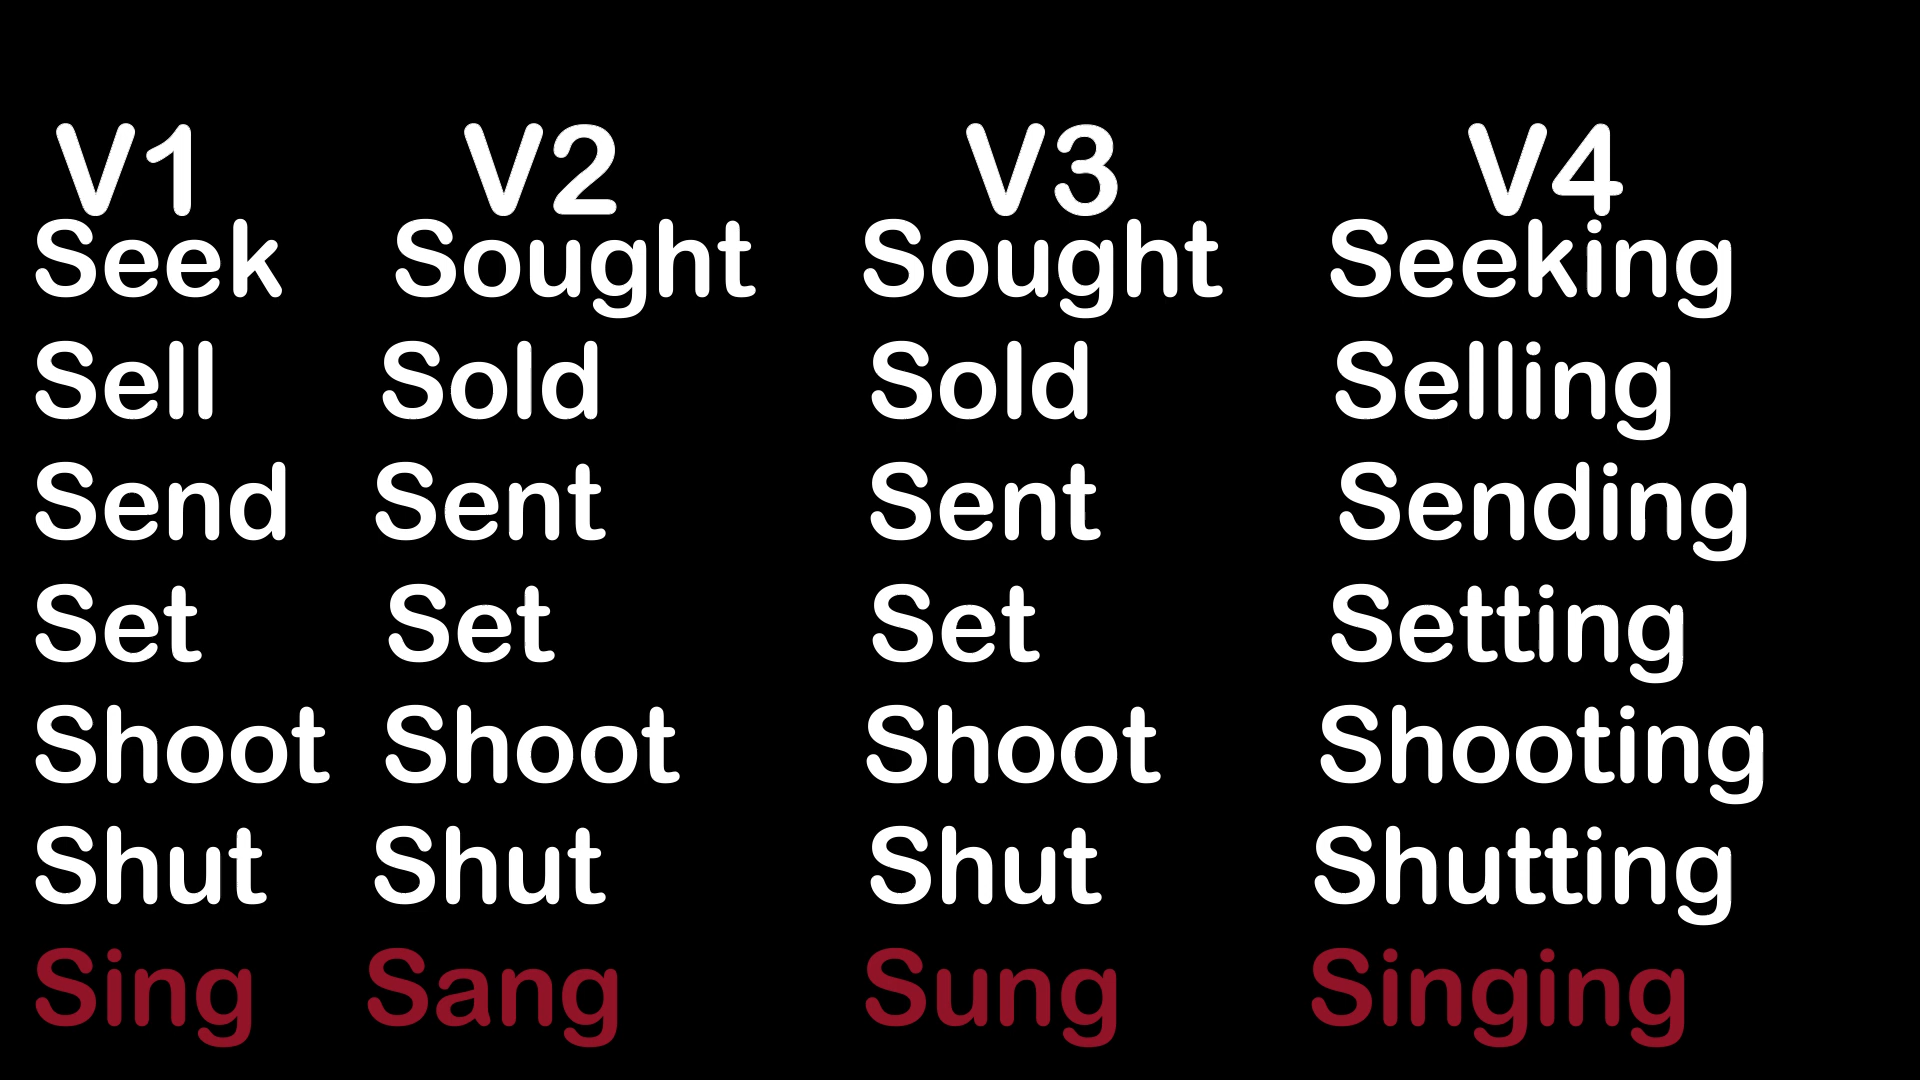 V1 V2 V3 V4
Seek Sought Sought Seeking
Sell Sold Sold Selling
Send Sent Sent Sending
Set Set Set Setting
Shoot Shoot Shoot Shooting
Shut Shut Shut Shutting
Sing Sang Sung Singing